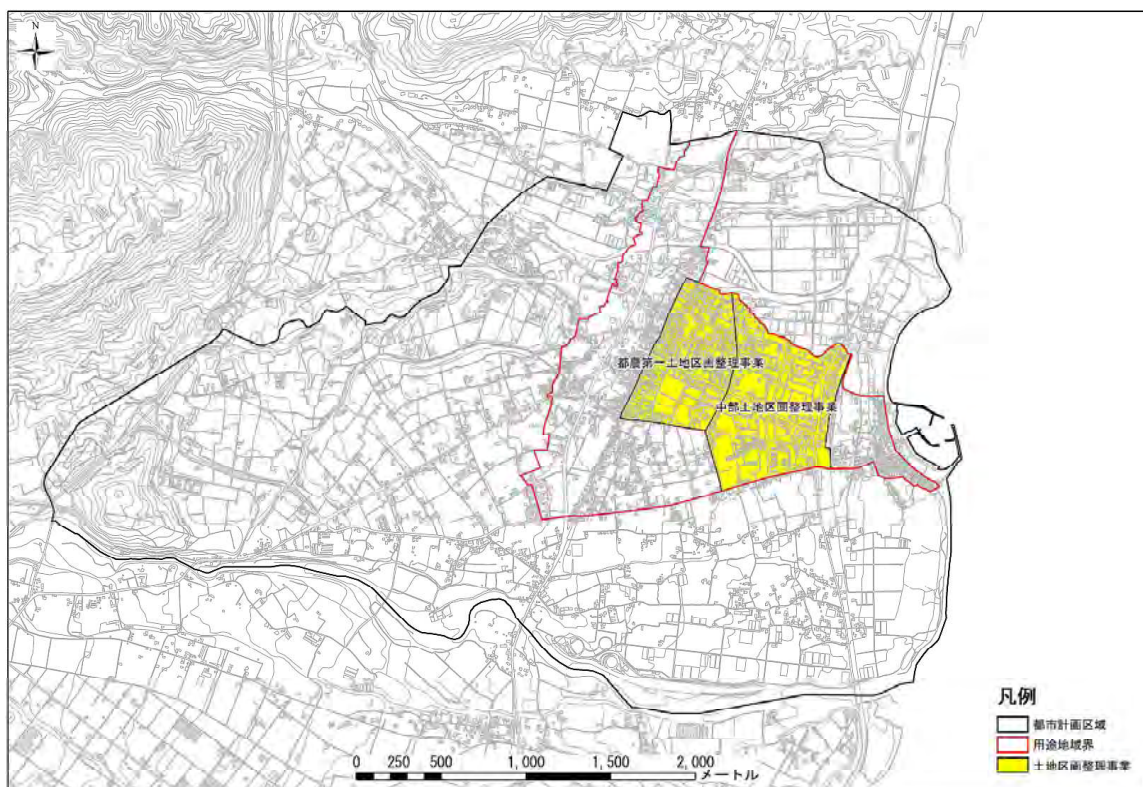 N
都農第一土地区画整理事業
中部土地区画整理事業
凡例
都市計画区域
用途地域界
土地区画整理事業
0 250 500 1,000 1,500 2,000 メートル